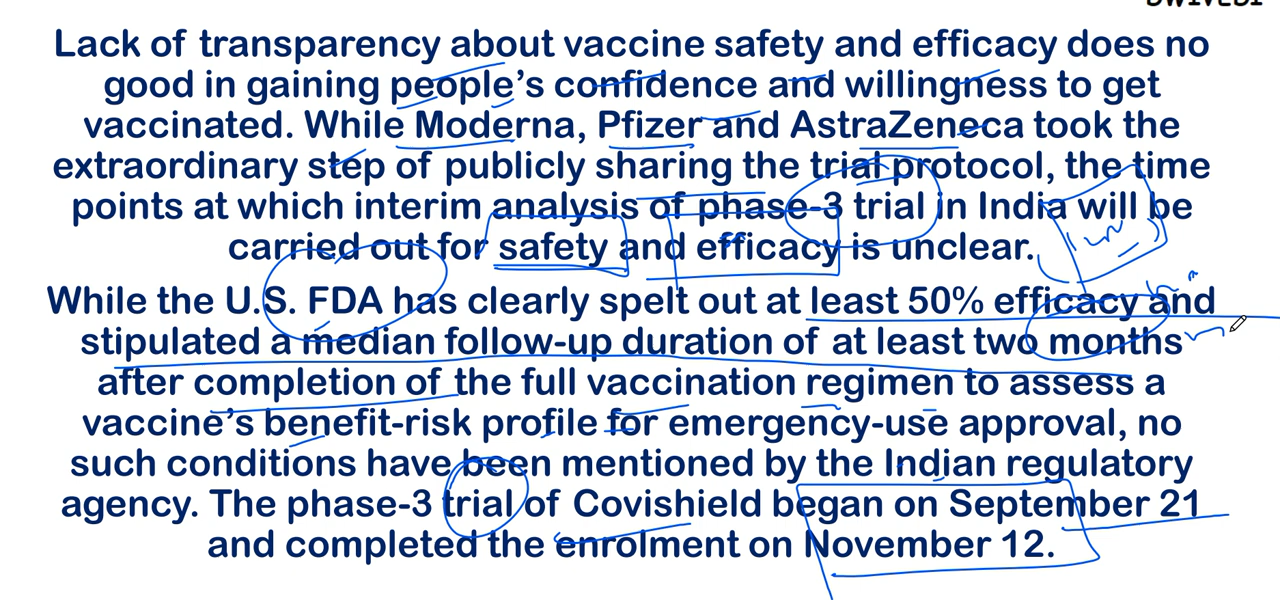 Lack of transparency about vaccine safety and efficacy does no
good in gaining people's confidence and willingness to get
vaccinated. While Moderna, Pfizer and AstraZeneca took the
extraordinary step of publicly sharing the trial protocol, the time
points at which interim analysis of phase-3 trial in India will be
carried out for safety and efficacy is unclear.
While the U.S. FDA has clearly spelt out at least 50% efficacy and
stipulated a median follow-up duration of at least two months
after completion of the full vaccination regimen to assess a
vaccine's benefit-risk profile for emergency-use approval, no
such conditions have been mentioned by the Indian regulatory
agency. The phase-3 trial of Covishield began on September 21
and completed the enrolment on November 12.